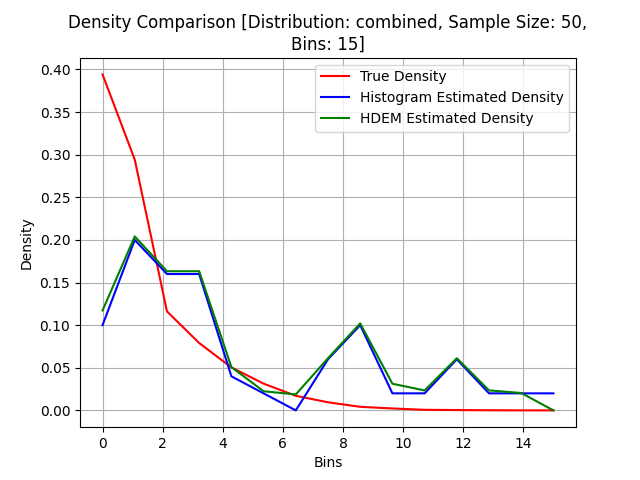 Density Comparison [Distribution: combined, Sample Size: 50,
Bins: 15]
True Density
Histogram Estimated Density
HDEM Estimated Density
0.40
0.35
0.30
0.25
0.20
0.15
0.10
0.05
0.00
Density
0 2 4 6 8 10 12 14
Bins